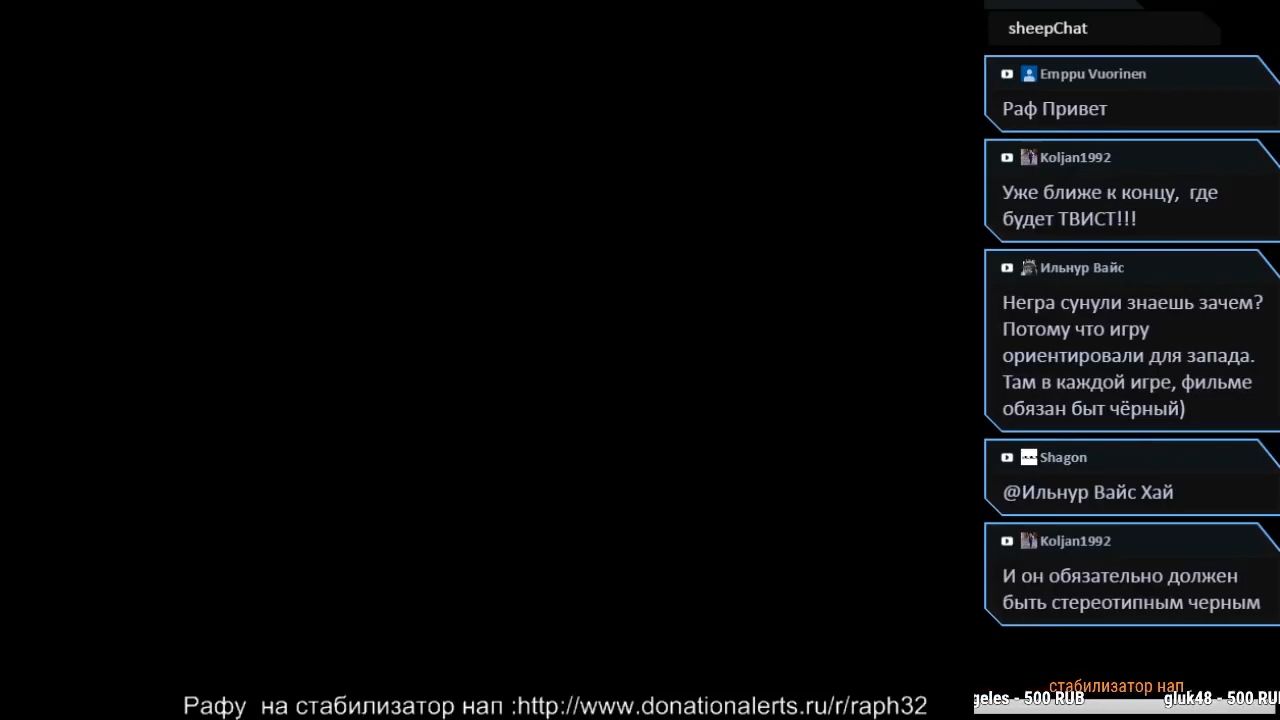 sheepChat
Emppu Vuorinen
Раф Привет
Koljan1992
Уже ближе к концу, где
будет ТВИСТ!!!
Ильнур Вайс
Негра сунули знаешь зачем?
Потому что игру
ориентировали для запада.
Там в каждой игре, фильме
обязан быт чёрный)
Shagon
@Ильнур Вайс Хай
Koljan1992
И он обязательно должен
быть стереотипным черным
стабилизатор нап
geles - 500 RUB gluk48 - 500 RU
Рафу на стабилизатор нап :http://www.donationalerts.ru/r/raph32